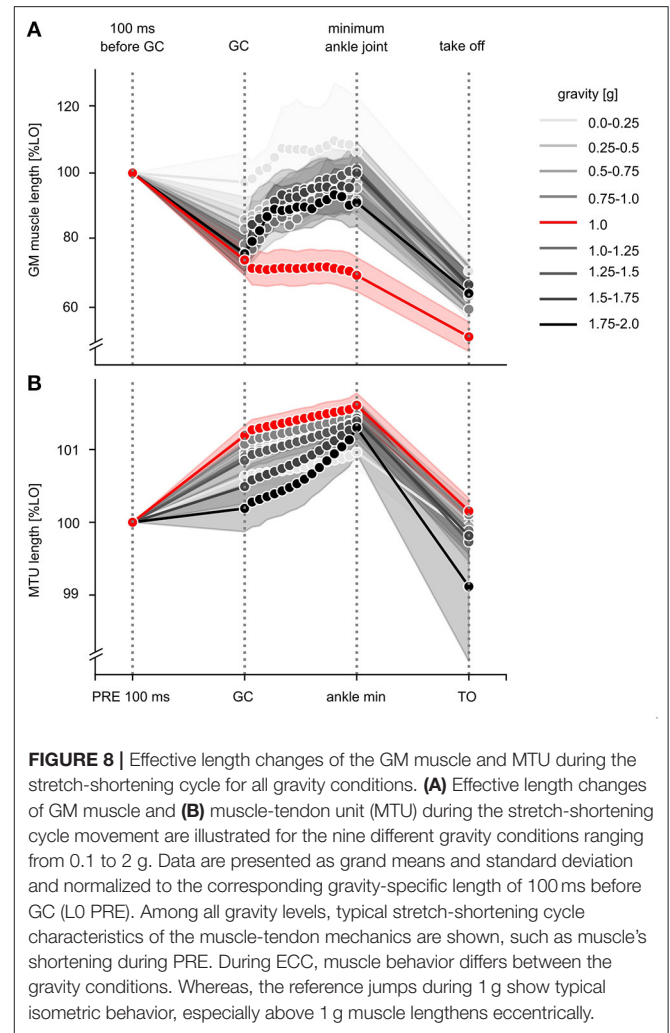 A
100 ms
before GC
GC
minimum
ankle joint
take off
GM muscle length [%LO]
120
100
80
60
gravity [g]
0.0-0.25
0.25-0.5
0.5-0.75
0.75-1.0
1.0
1.0-1.25
1.25-1.5
1.5-1.75
1.75-2.0
B
MTU length [%LO]
101
100
99
PRE 100 ms
GC
ankle min
TO
FIGURE 8 | Effective length changes of the GM muscle and MTU during the
stretch-shortening cycle for all gravity conditions. (A) Effective length changes
of GM muscle and (B) muscle-tendon unit (MTU) during the stretch-shortening
cycle movement are illustrated for the nine different gravity conditions ranging
from 0.1 to 2 g. Data are presented as grand means and standard deviation
and normalized to the corresponding gravity-specific length of 100 ms before
GC (L0 PRE). Among all gravity levels, typical stretch-shortening cycle
characteristics of the muscle-tendon mechanics are shown, such as muscle's
shortening during PRE. During ECC, muscle behavior differs between the
gravity conditions. Whereas, the reference jumps during 1 g show typical
isometric behavior, especially above 1 g muscle lengthens eccentrically.